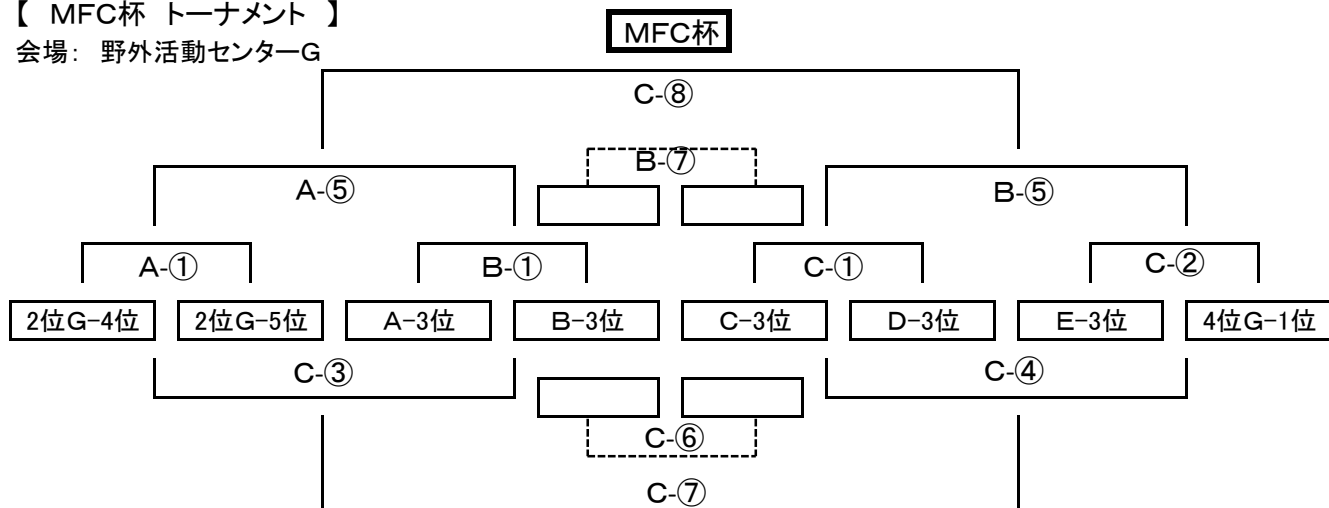 【 MFC杯 トーナメント 】
MFC杯
会場： 野外活動センターG
C-⑧
B-⑦
A-⑤
B-⑤
A-①
B-①
C-①
C-②
2位G-4位
2位G-5位
A-3位
B-3位
C-3位
D-3位
E-3位
4位G-1位
C-③
C-④
C-⑥
C-⑦